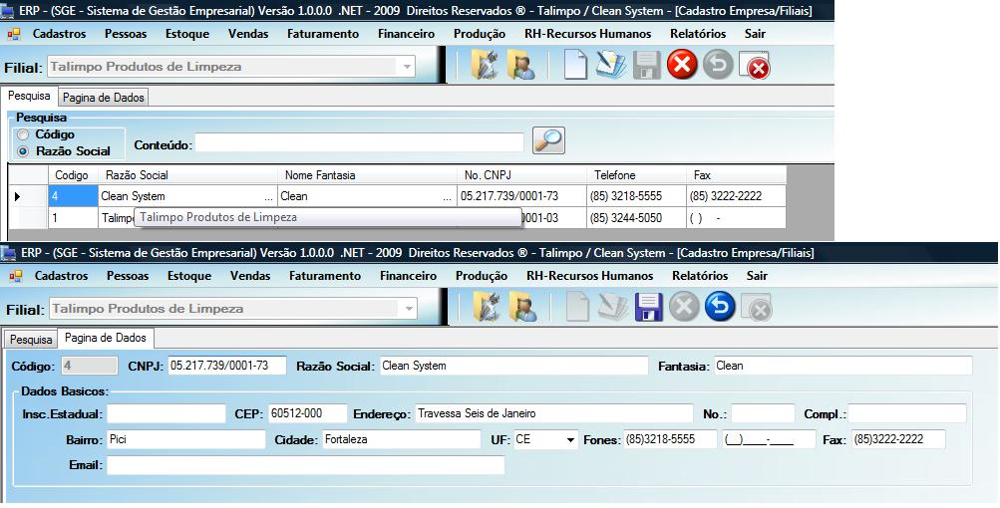 ERP - (SGE - Sistema de Gestão Empresarial) Versão 1.0.0.0 .NET - 2009 Direitos Reservados ® - Talimpo / Clean System - [Cadastro Empresa/Filiais]
Cadastros Pessoas Estoque Vendas Faturamento Financeiro Produção RH-Recursos Humanos Relatórios Sair
Filial: Talimpo Produtos de Limpeza
Pesquisa Pagina de Dados
Pesquisa
Código
Razão Social Conteúdo:
Codigo Razão Social Nome Fantasia No. CNPJ Telefone Fax
4 Clean System ... Clean ... 05.217.739/0001-73 (85) 3218-5555 (85) 3222-2222
1 Talimpo Produtos de Limpeza 0001-03 (85) 3244-5050 ( ) -
ERP - (SGE - Sistema de Gestão Empresarial) Versão 1.0.0.0 .NET - 2009 Direitos Reservados ® - Talimpo / Clean System - [Cadastro Empresa/Filiais]
Cadastros Pessoas Estoque Vendas Faturamento Financeiro Produção RH-Recursos Humanos Relatórios Sair
Filial: Talimpo Produtos de Limpeza
Pesquisa Pagina de Dados
Código: 4 CNPJ: 05.217.739/0001-73 Razão Social: Clean System Fantasia: Clean
Dados Basicos:
Insc.Estadual: CEP: 60512-000 Endereço: Travessa Seis de Janeiro No.: Compl.:
Bairro: Pici Cidade: Fortaleza UF: CE Fones: (85)3218-5555 (__)____-____ Fax: (85)3222-2222
Email: